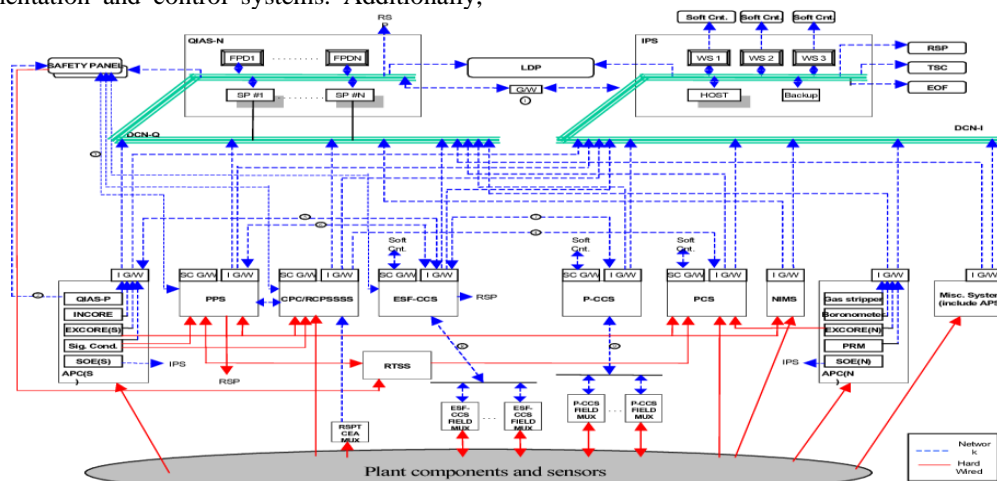 mentation and control systems. Additionally,
RS
P
Soft Cnt.
Soft Cnt.
Soft Cnt.
QIAS-N
IPS
SAFETY PANEL
FPD1
FPDN
LDP
WS 1
WS 2
WS 3
RSP
TSC
EOF
SP #1
SP #N
G/W
HOST
Backup
DCN-Q
DCN-I
Soft
Cnt.
Soft
Cnt.
Soft
Cnt.
I G/W
SC G/W
I G/W
SC G/W
I G/W
SC G/W
I G/W
SC G/W
I G/W
SC G/W
I G/W
I G/W
I G/W
I G/W
QIAS-P
INCORE
EXCORE(S)
Sig. Cond.
SOE(S)
APC(S
)
IPS
PPS
CPC/RCPSSSS
ESF-CCS
RSP
P-CCS
PCS
NIMS
Gas stripper
Boronometer
EXCORE(N)
PRM
SOE(N)
APC(N
)
IPS
Misc. System
(include APS
RSP
RTSS
RSPT
CEA
MUX
ESF-
CCS
FIELD
MUX
ESF-
CCS
FIELD
MUX
P-CCS
FIELD
MUX
P-CCS
FIELD
MUX
Plant components and sensors
Networ
k
Hard
Wired